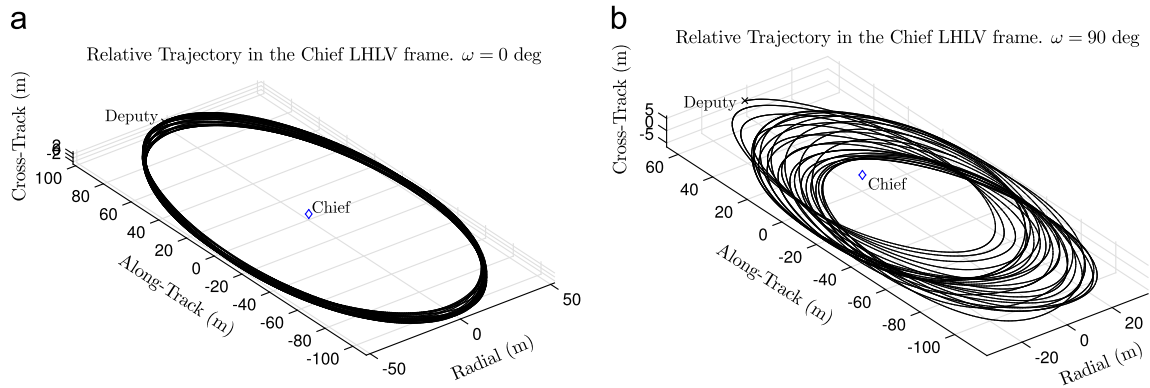 a
Relative Trajectory in the Chief LHLV frame. ω = 0 deg
Cross-Track (m)
2
0
-2
Deputy
Chief
100
80
60
40
20
0
-20
-40
-60
-80
-100
Along-Track (m)
-50
0
50
Radial (m)
b
Relative Trajectory in the Chief LHLV frame. ω = 90 deg
Cross-Track (m)
5
0
-5
Deputy
Chief
60
40
20
0
-20
-40
-60
-80
-100
Along-Track (m)
-20
0
20
Radial (m)